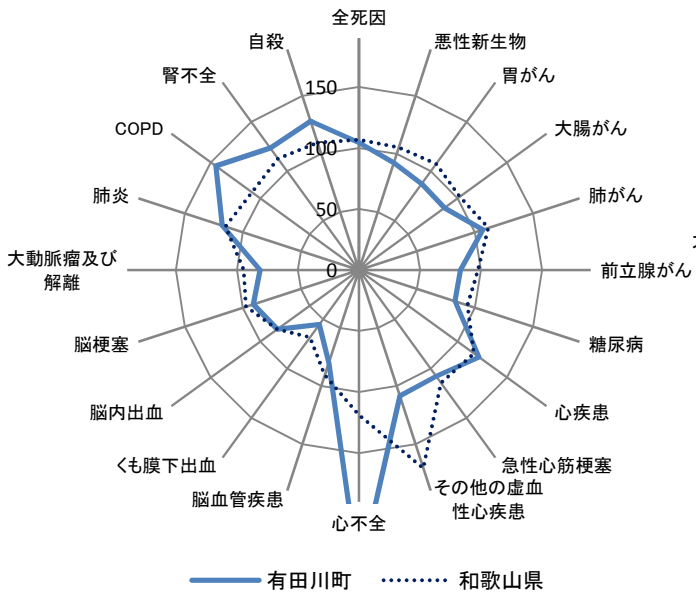 全死因
自殺
悪性新生物
腎不全
胃がん
COPD
大腸がん
肺炎
肺がん
大動脈瘤及び
解離
前立腺がん
脳梗塞
糖尿病
脳内出血
心疾患
くも膜下出血
急性心筋梗塞
脳血管疾患
その他の虚血
性心疾患
心不全
150
100
50
0
有田川町
和歌山県